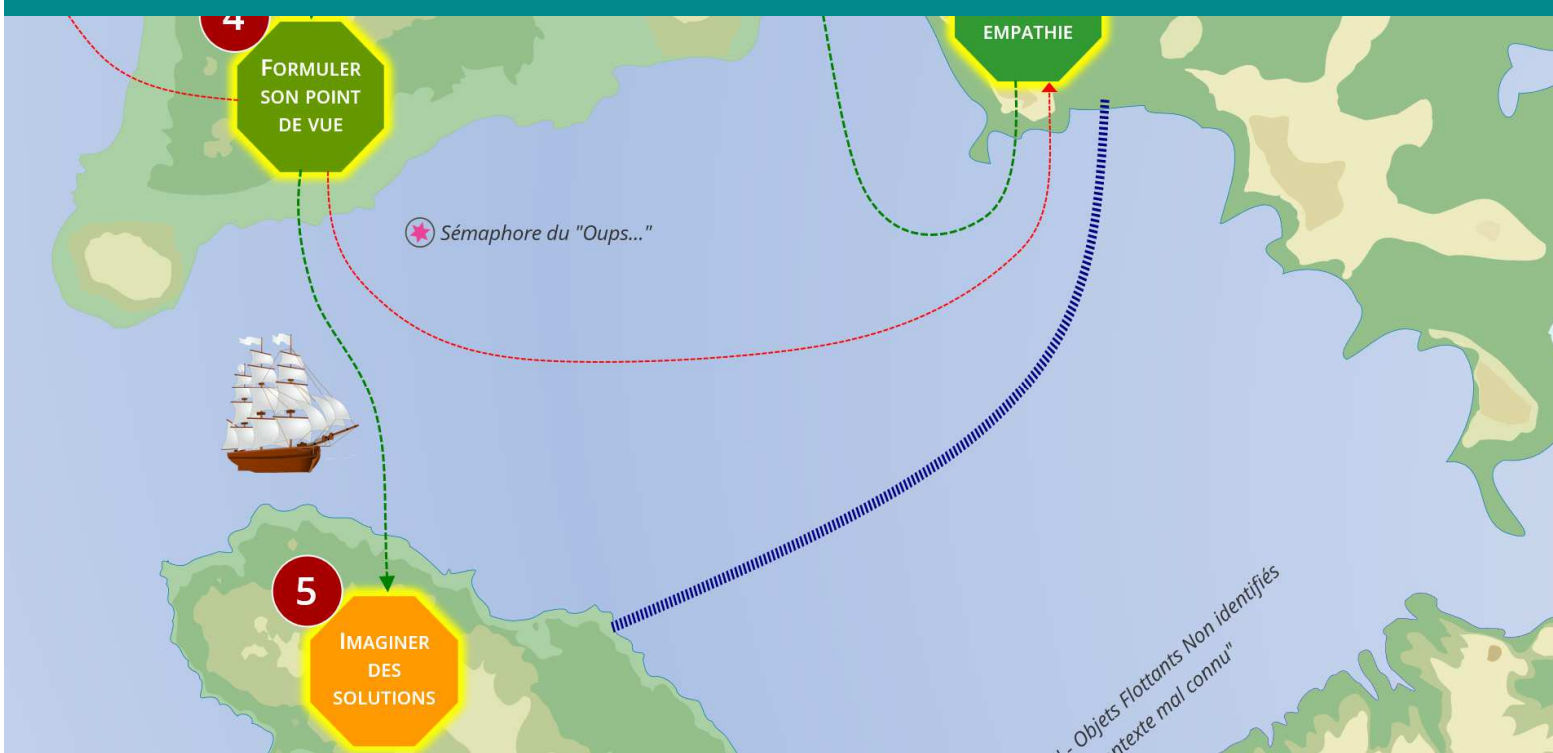 4
EMPATHIE
FORMULER
SON POINT
DE VUE
Sémaphore du "Oups..."
5
IMAGINER
DES
SOLUTIONS
- Objets Flottants Non identifiés
mal connu"